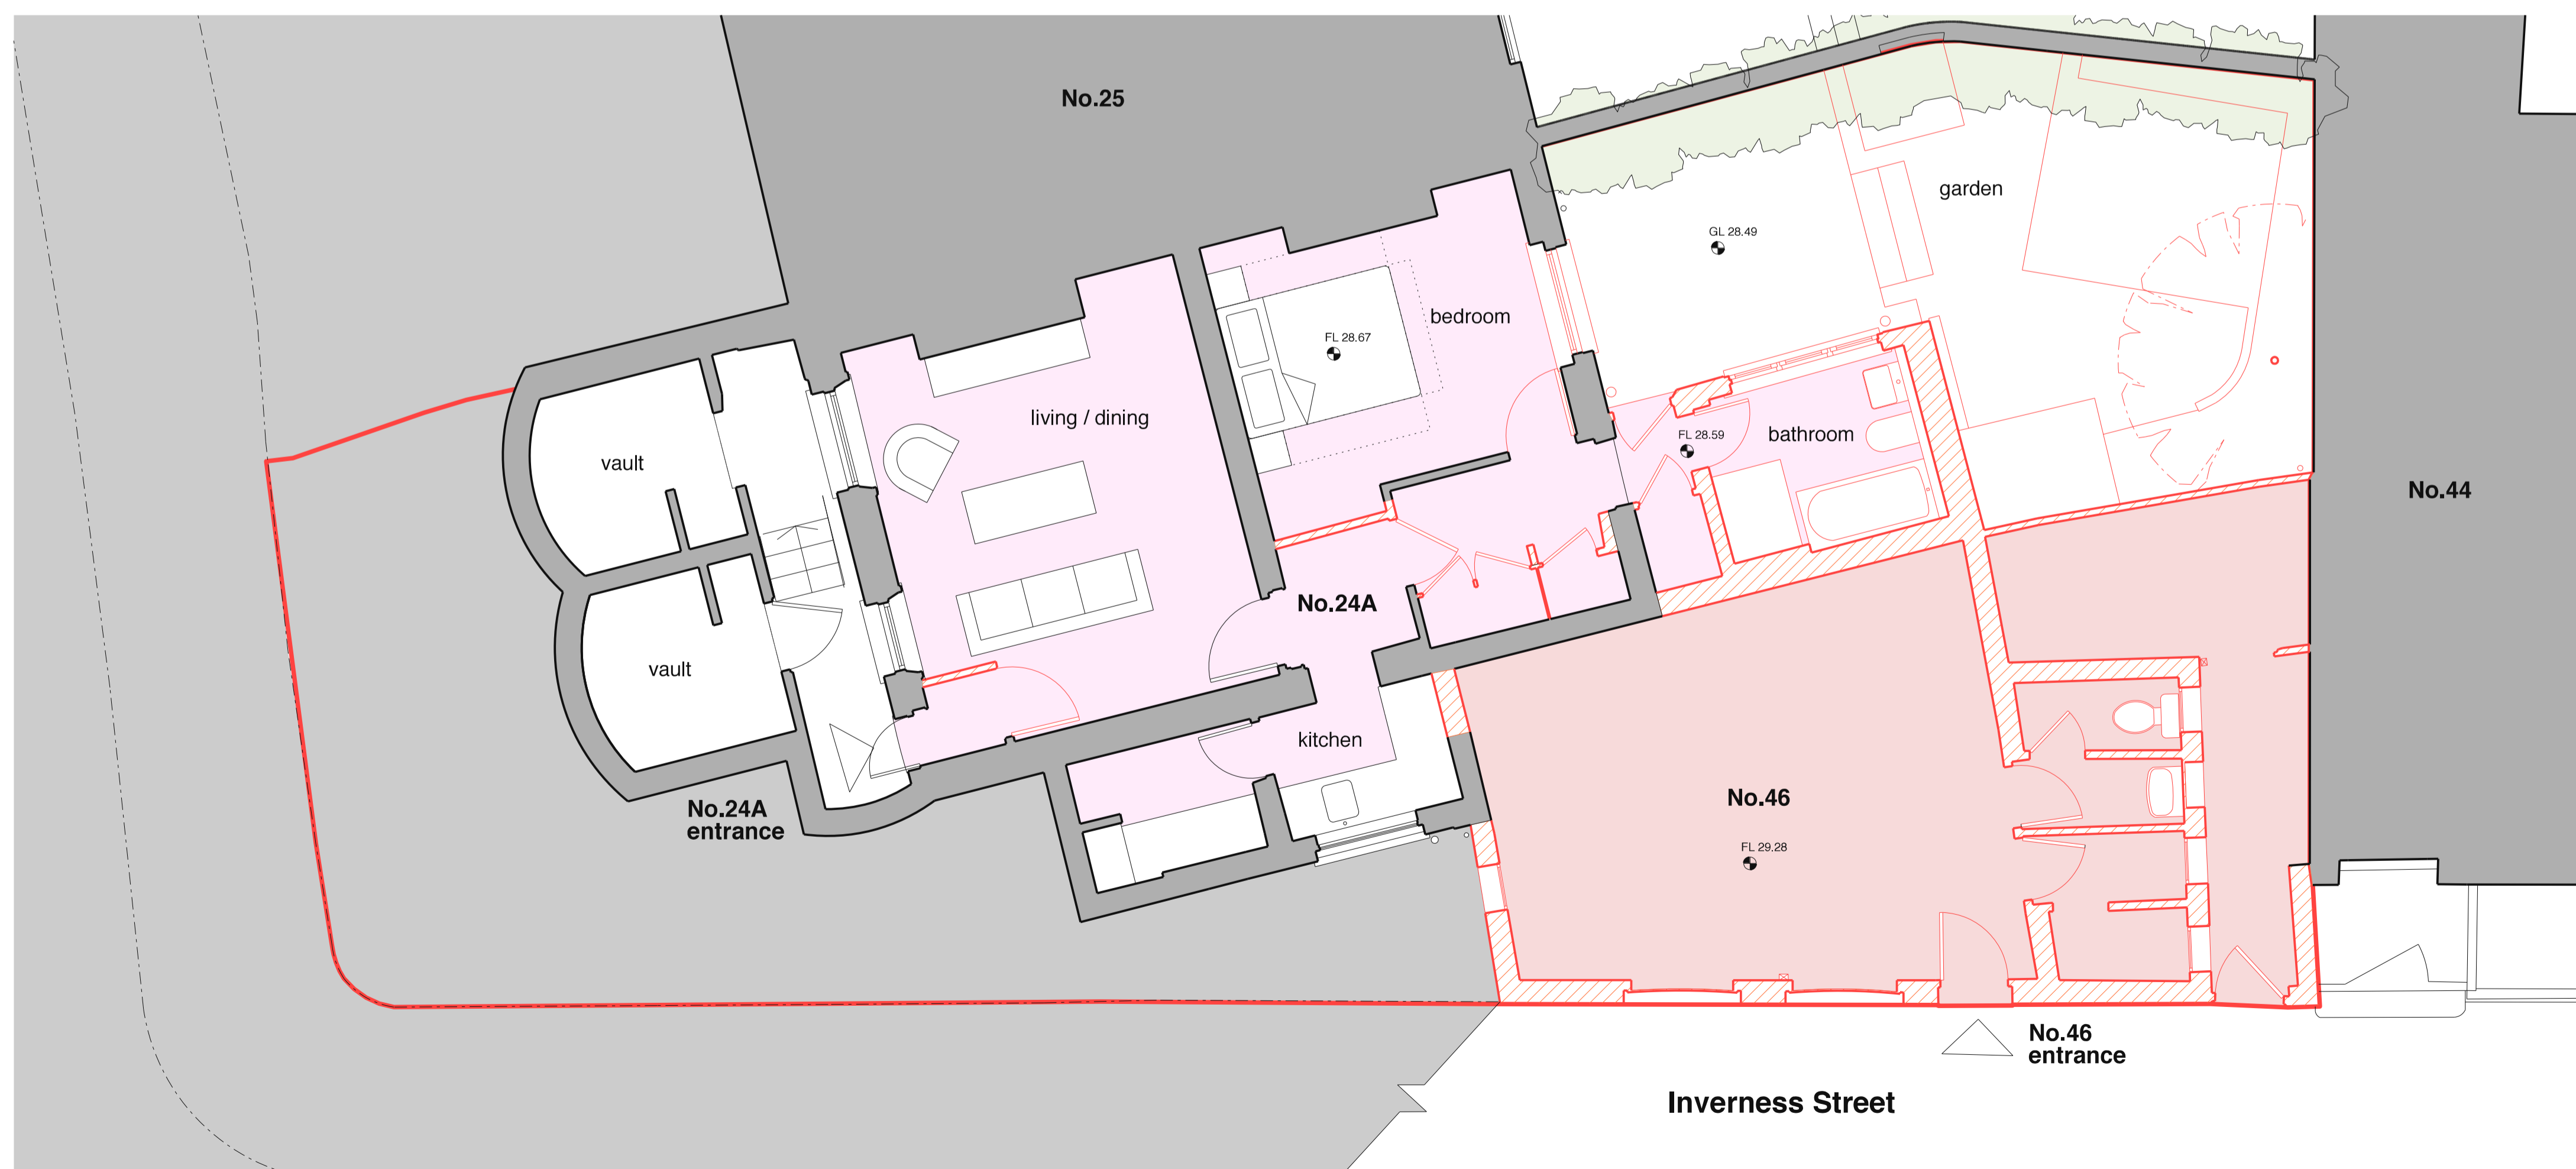 No.25
garden
GL 28.49
bedroom
FL 28.67
living / dining
FL 28.59
bathroom
vault
No.44
No.24A
vault
kitchen
No.46
No.24A
entrance
FL 29.28
No.46
entrance
Inverness Street